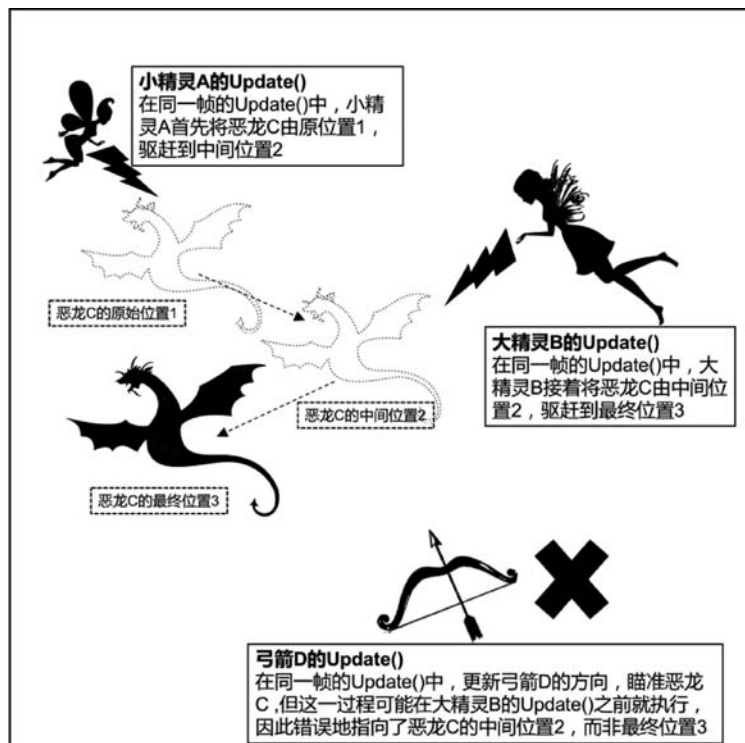 小精灵A的Update()
在同一帧的Update()中，小精
灵A首先将恶龙C由原位置1，
驱赶到中间位置2
恶龙C的原始位置1
大精灵B的Update()
在同一帧的Update()中，大
精灵B接着将恶龙C由中间位
置2，驱赶到最终位置3
恶龙C的中间位置2
恶龙C的最终位置3
弓箭D的Update()
在同一帧的Update()中，更新弓箭D的方向，瞄准恶龙
C,但这一过程可能在大精灵B的Update()之前就执行，
因此错误地指向了恶龙C的中间位置2，而非最终位置3